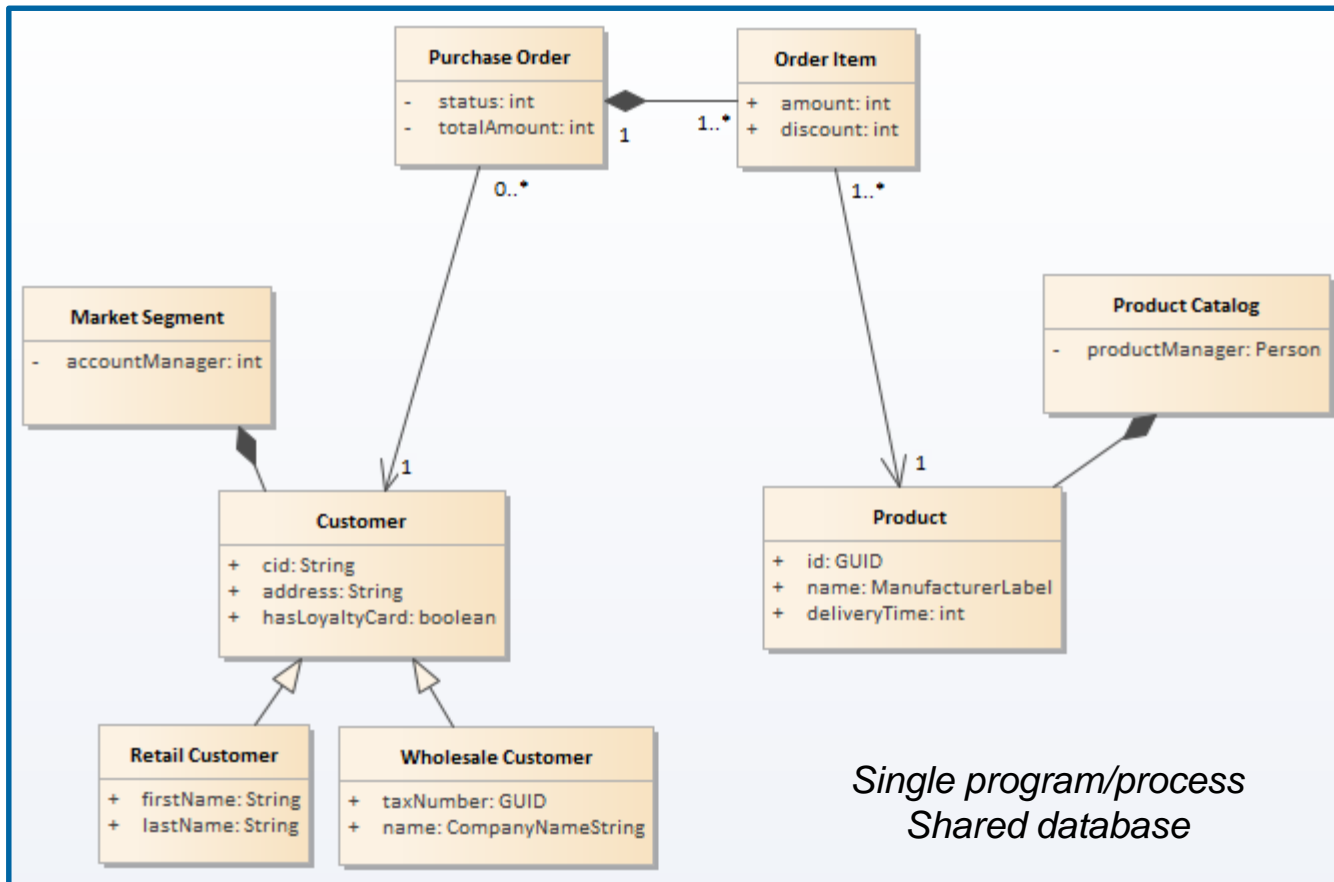 Purchase Order
- status: int
- totalAmount: int
Order Item
+ amount: int
+ discount: int
1
1..*
0..*
1..*
Market Segment
- accountManager: int
Product Catalog
- productManager: Person
1
1
Customer
+ cid: String
+ address: String
+ hasLoyaltyCard: boolean
Product
+ id: GUID
+ name: ManufacturerLabel
+ deliveryTime: int
Retail Customer
+ firstName: String
+ lastName: String
Wholesale Customer
+ taxNumber: GUID
+ name: CompanyNameString
Single program/process
Shared database